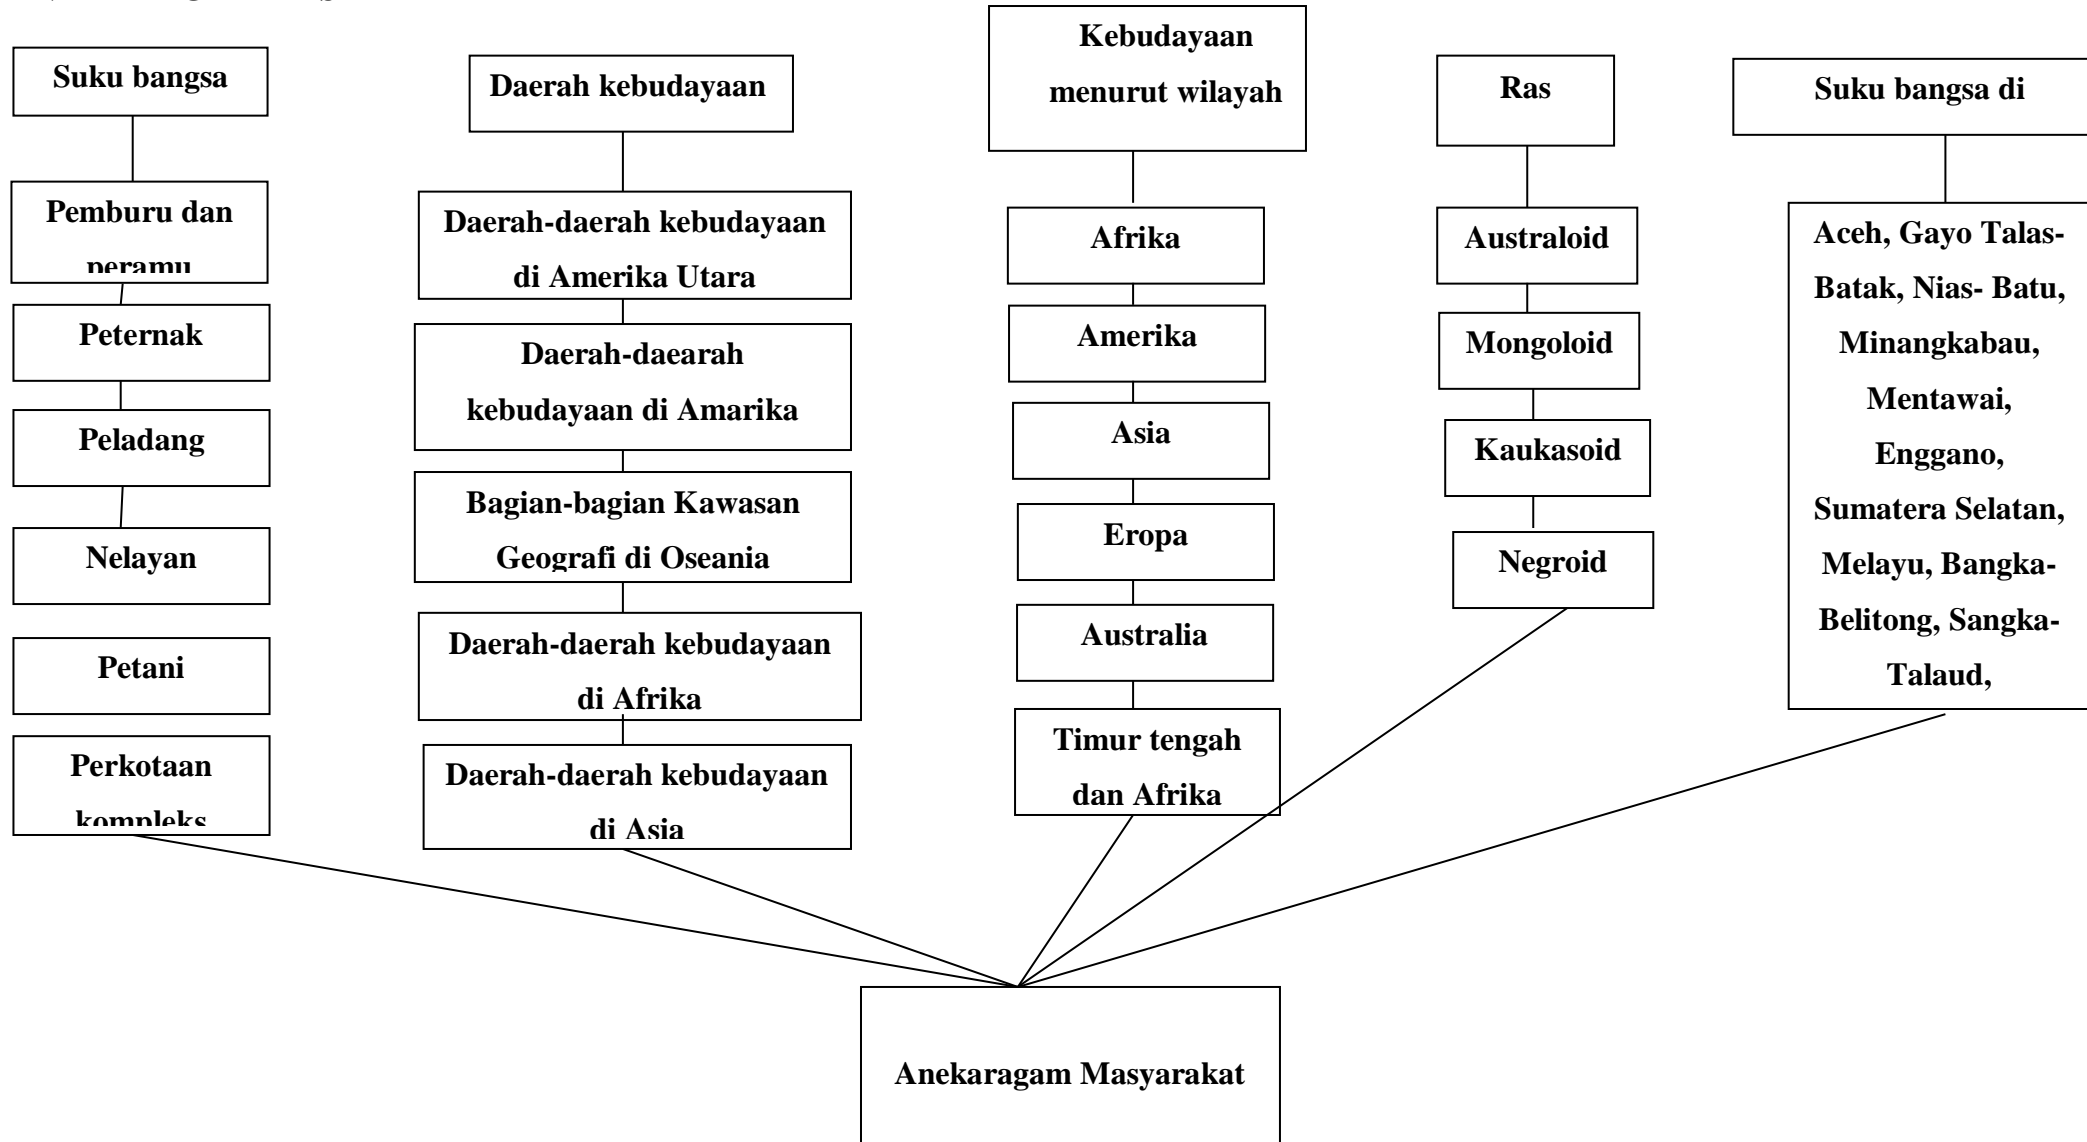 Suku bangsa
Pemburu dan
peramu
Peternak
Peladang
Nelayan
Petani
Perkotaan
kompleks
Daerah kebudayaan
Daerah-daerah kebudayaan
di Amerika Utara
Daerah-daearah
kebudayaan di Amarika
Bagian-bagian Kawasan
Geografi di Oseania
Daerah-daerah kebudayaan
di Afrika
Daerah-daerah kebudayaan
di Asia
Kebudayaan
menurut wilayah
Afrika
Amerika
Asia
Eropa
Australia
Timur tengah
dan Afrika
Ras
Australoid
Mongoloid
Kaukasoid
Negroid
Suku bangsa di
Aceh, Gayo Talas-
Batak, Nias- Batu,
Minangkabau,
Mentawai,
Enggano,
Sumatera Selatan,
Melayu, Bangka-
Belitong, Sangka-
Talaud,
Anekaragam Masyarakat